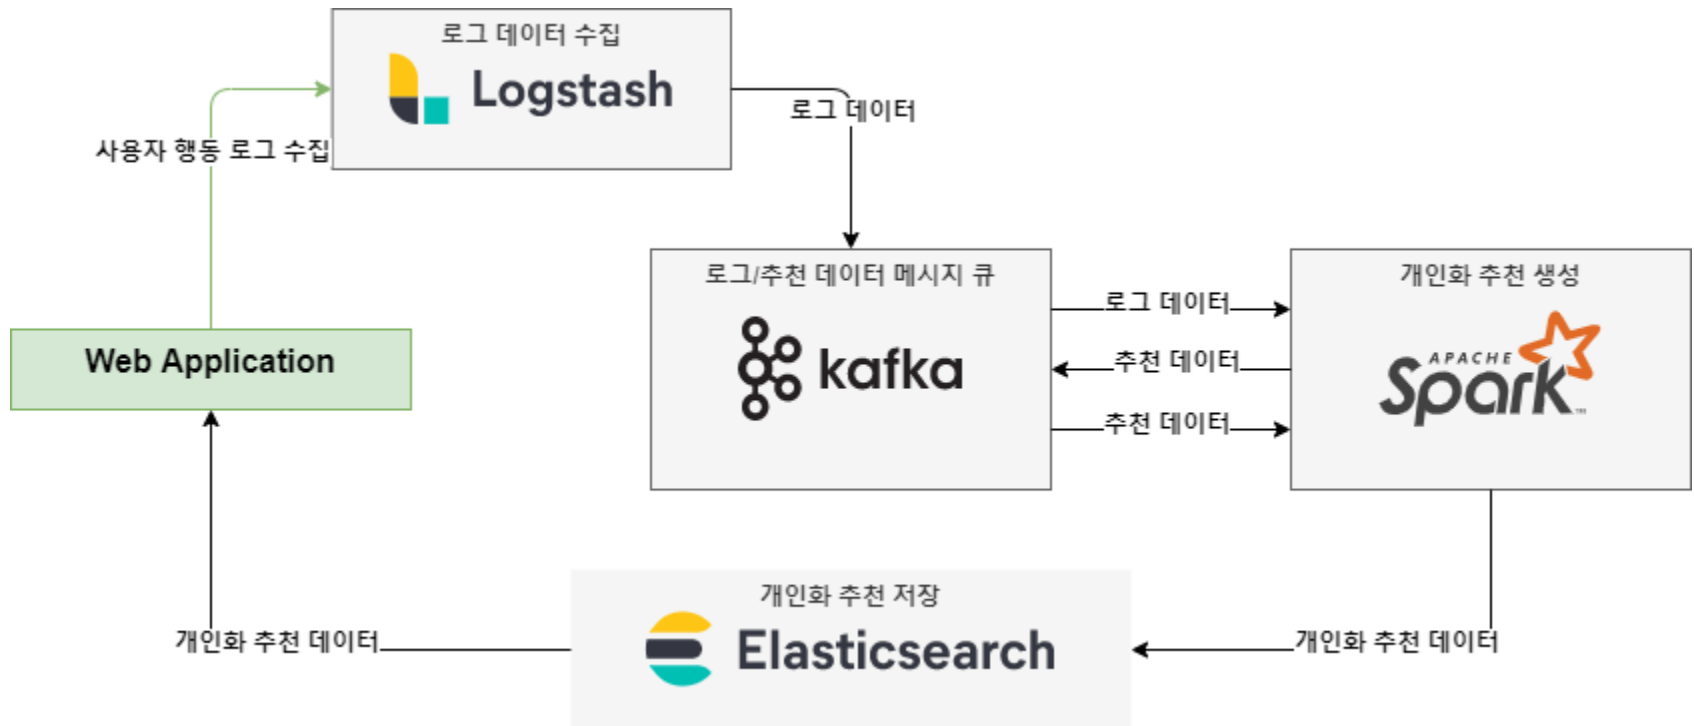 로그 데이터 수집
Logstash
로그 데이터
사용자 행동 로그 수집
로그/추천 데이터 메시지 큐
kafka
로그 데이터
추천 데이터
추천 데이터
개인화 추천 생성
APACHE
Spark™
Web Application
개인화 추천 저장
Elasticsearch
개인화 추천 데이터
개인화 추천 데이터